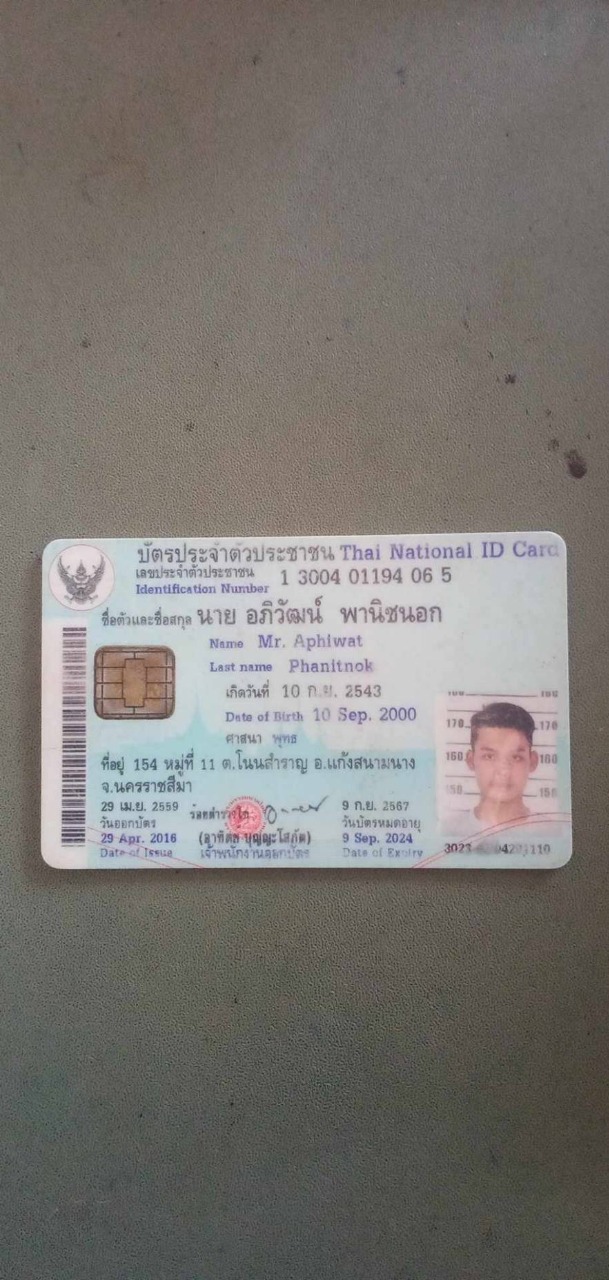 บัตรประจำตัวประชาชน Thai National ID Card
เลขประจำตัวประชาชน 1 3004 01194 06 5
Identification Number
ชื่อตัวและชื่อสกุล นาย อภิวัฒน์ พานิชนอก
Name Mr. Aphiwat
Last name Phanitnok
เกิดวันที่ 10 ก.ย. 2543
Date of Birth 10 Sep. 2000
ศาสนา พุทธ
ที่อยู่ 154 หมู่ที่ 11 ต.โนนสำราญ อ.แก้งสนามนาง
จ.นครราชสีมา
29 เม.ย. 2559
วันออกบัตร
29 Apr. 2016
Date of Issue
เจ้าพนักงานออกบัตร
9 ก.ย. 2567
วันบัตรหมดอายุ
9 Sep. 2024
Date of Expiry
170 170
160 160
150 150